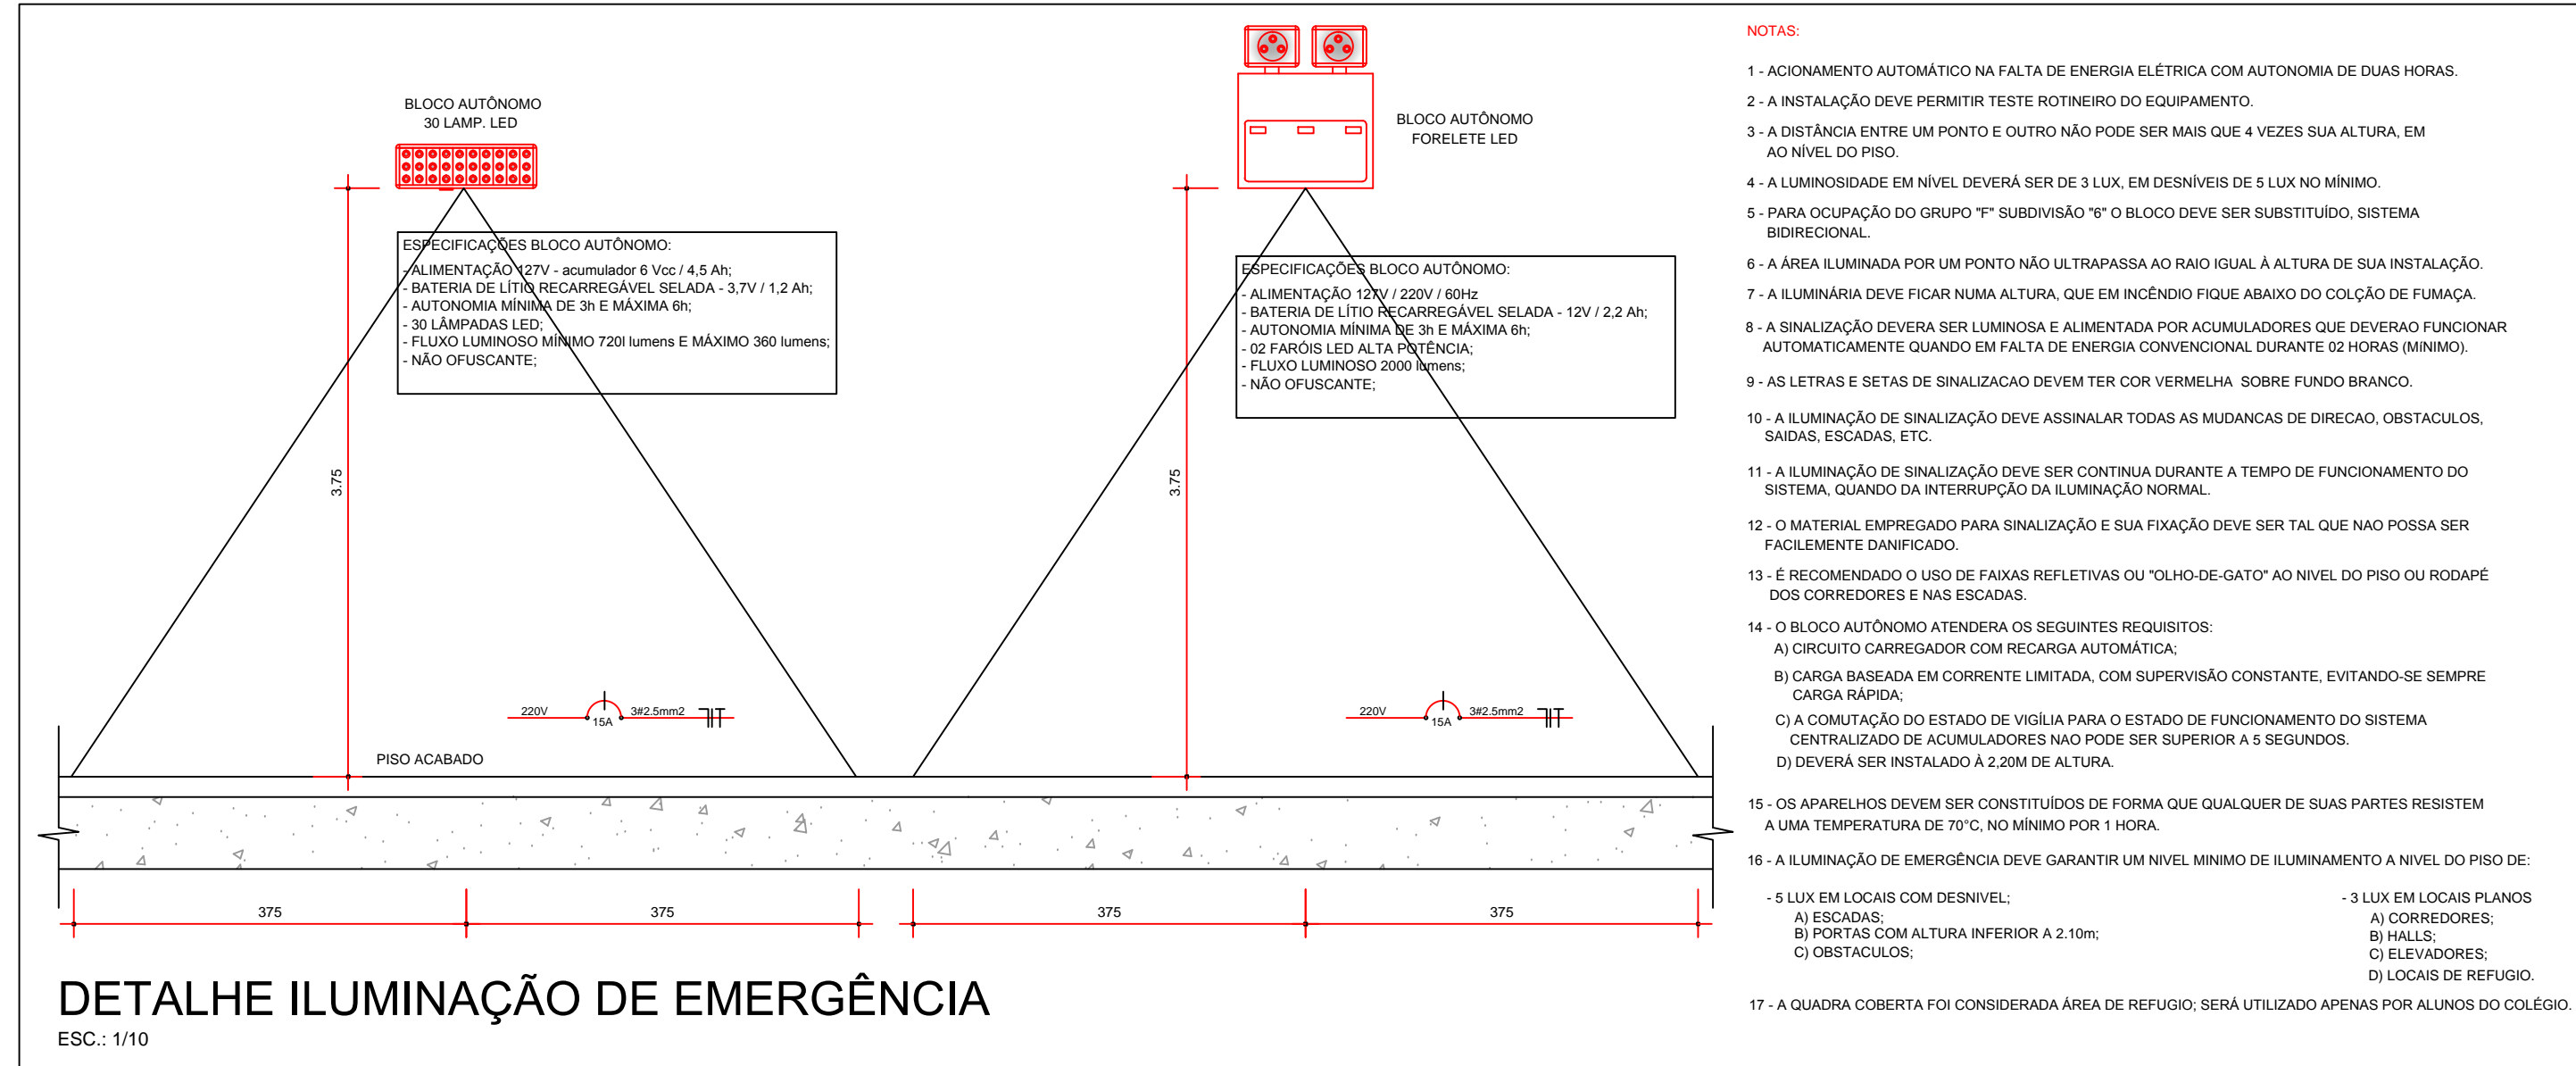 BLOCO AUTÔNOMO
30 LAMP. LED
ESPECIFICAÇÕES BLOCO AUTÔNOMO:
- ALIMENTAÇÃO 127V - acumulador 6 Vcc / 4,5 Ah;
- BATERIA DE LÍTIO RECARREGÁVEL SELADA - 3,7V / 1,2 Ah;
- AUTONOMIA MÍNIMA DE 3h E MÁXIMA 6h;
- 30 LÂMPADAS LED;
- FLUXO LUMINOSO MÍNIMO 720l lumens E MÁXIMO 360 lumens;
- NÃO OFUSCANTE;
3.75
220V
15A
3#2.5mm2
PISO ACABADO
375
375
BLOCO AUTÔNOMO
FORELETE LED
ESPECIFICAÇÕES BLOCO AUTÔNOMO:
- ALIMENTAÇÃO 127V / 220V / 60Hz
- BATERIA DE LÍTIO RECARREGÁVEL SELADA - 12V / 2,2 Ah;
- AUTONOMIA MÍNIMA DE 3h E MÁXIMA 6h;
- 02 FARÓIS LED ALTA POTÊNCIA;
- FLUXO LUMINOSO 2000 lumens;
- NÃO OFUSCANTE;
3.75
220V
15A
3#2.5mm2
375
375
DETALHE ILUMINAÇÃO DE EMERGÊNCIA
ESC.: 1/10
NOTAS:
1 - ACIONAMENTO AUTOMÁTICO NA FALTA DE ENERGIA ELÉTRICA COM AUTONOMIA DE DUAS HORAS.
2 - A INSTALAÇÃO DEVE PERMITIR TESTE ROTINEIRO DO EQUIPAMENTO.
3 - A DISTÂNCIA ENTRE UM PONTO E OUTRO NÃO PODE SER MAIS QUE 4 VEZES SUA ALTURA, EM
AO NÍVEL DO PISO.
4 - A LUMINOSIDADE EM NÍVEL DEVERÁ SER DE 3 LUX, EM DESNÍVEIS DE 5 LUX NO MÍNIMO.
5 - PARA OCUPAÇÃO DO GRUPO "F" SUBDIVISÃO "6" O BLOCO DEVE SER SUBSTITUÍDO, SISTEMA
BIDIRECIONAL.
6 - A ÁREA ILUMINADA POR UM PONTO NÃO ULTRAPASSA AO RAIO IGUAL À ALTURA DE SUA INSTALAÇÃO.
7 - A ILUMINÁRIA DEVE FICAR NUMA ALTURA, QUE EM INCÊNDIO FIQUE ABAIXO DO COLÇÃO DE FUMAÇA.
8 - A SINALIZAÇÃO DEVERA SER LUMINOSA E ALIMENTADA POR ACUMULADORES QUE DEVERAO FUNCIONAR
AUTOMATICAMENTE QUANDO EM FALTA DE ENERGIA CONVENCIONAL DURANTE 02 HORAS (MíNIMO).
9 - AS LETRAS E SETAS DE SINALIZACAO DEVEM TER COR VERMELHA SOBRE FUNDO BRANCO.
10 - A ILUMINAÇÃO DE SINALIZAÇÃO DEVE ASSINALAR TODAS AS MUDANCAS DE DIRECAO, OBSTACULOS,
SAIDAS, ESCADAS, ETC.
11 - A ILUMINAÇÃO DE SINALIZAÇÃO DEVE SER CONTINUA DURANTE A TEMPO DE FUNCIONAMENTO DO
SISTEMA, QUANDO DA INTERRUPÇÃO DA ILUMINAÇÃO NORMAL.
12 - O MATERIAL EMPREGADO PARA SINALIZAÇÃO E SUA FIXAÇÃO DEVE SER TAL QUE NAO POSSA SER
FACILEMENTE DANIFICADO.
13 - É RECOMENDADO O USO DE FAIXAS REFLETIVAS OU "OLHO-DE-GATO" AO NIVEL DO PISO OU RODAPÉ
DOS CORREDORES E NAS ESCADAS.
14 - O BLOCO AUTÔNOMO ATENDERA OS SEGUINTES REQUISITOS:
A) CIRCUITO CARREGADOR COM RECARGA AUTOMÁTICA;
B) CARGA BASEADA EM CORRENTE LIMITADA, COM SUPERVISÃO CONSTANTE, EVITANDO-SE SEMPRE
CARGA RÁPIDA;
C) A COMUTAÇÃO DO ESTADO DE VIGÍLIA PARA O ESTADO DE FUNCIONAMENTO DO SISTEMA
CENTRALIZADO DE ACUMULADORES NAO PODE SER SUPERIOR A 5 SEGUNDOS.
D) DEVERÁ SER INSTALADO À 2,20M DE ALTURA.
15 - OS APARELHOS DEVEM SER CONSTITUÍDOS DE FORMA QUE QUALQUER DE SUAS PARTES RESISTEM
A UMA TEMPERATURA DE 70°C, NO MÍNIMO POR 1 HORA.
16 - A ILUMINAÇÃO DE EMERGÊNCIA DEVE GARANTIR UM NIVEL MINIMO DE ILUMINAMENTO A NIVEL DO PISO DE:
- 5 LUX EM LOCAIS COM DESNIVEL;
A) ESCADAS;
B) PORTAS COM ALTURA INFERIOR A 2.10m;
C) OBSTACULOS;
- 3 LUX EM LOCAIS PLANOS
A) CORREDORES;
B) HALLS;
C) ELEVADORES;
D) LOCAIS DE REFUGIO.
17 - A QUADRA COBERTA FOI CONSIDERADA ÁREA DE REFUGIO; SERÁ UTILIZADO APENAS POR ALUNOS DO COLÉGIO.